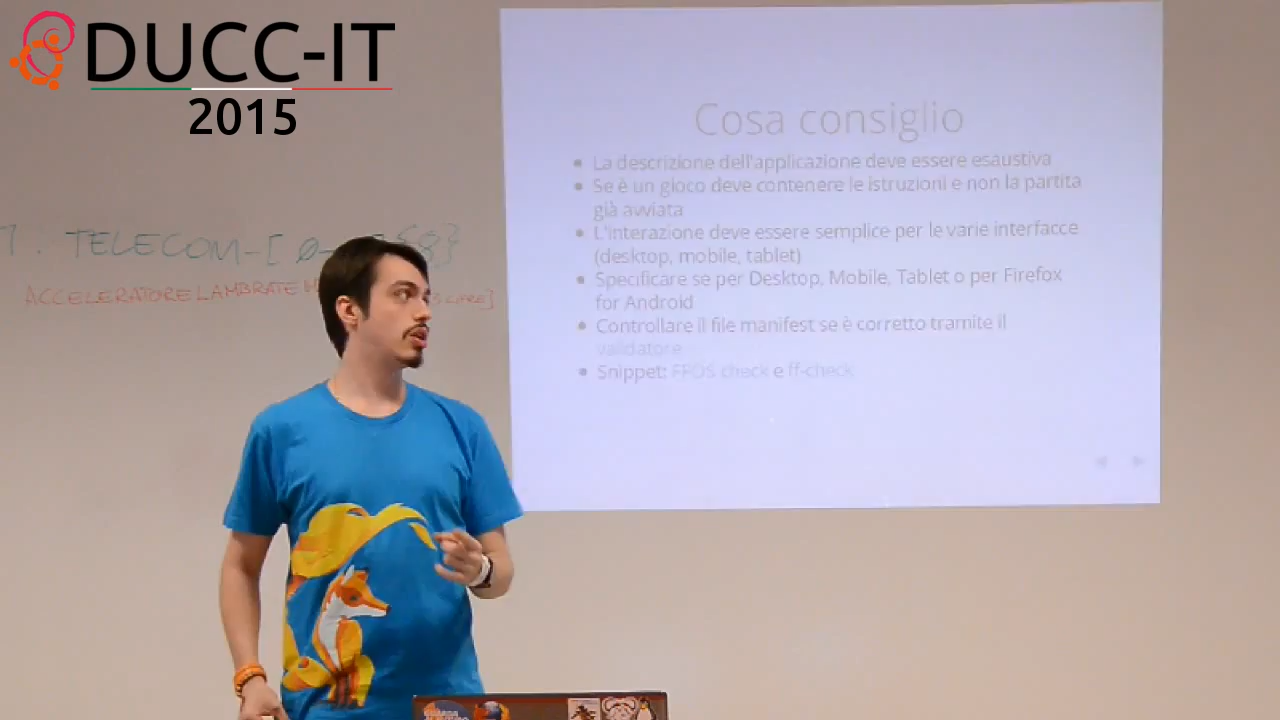 DUCC-IT
2015
Cosa consiglio
La descrizione dell'applicazione deve essere esaustiva
Se è un gioco deve contenere le istruzioni e non la partita
già avviata
L'interazione deve essere semplice per le varie interfacce
(desktop, mobile, tablet)
Specificare se per Desktop, Mobile, Tablet o per Firefox
for Android
Controllare il file manifest se è corretto tramite il
validatore
Snippet: FFOS check e ff-check
1. TELECOM-[
ACCELERATORE LAMBRATE